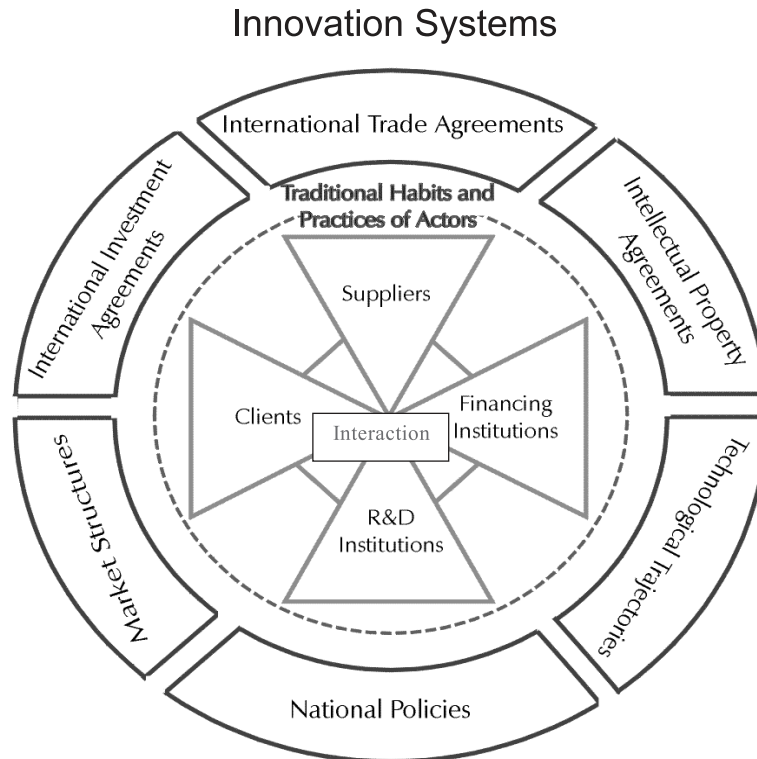 Innovation Systems
International Trade Agreements
International Investment
Agreements
Intellectual Property
Agreements
Traditional Habits and
Practices of Actors
Suppliers
Clients
Financing
Institutions
Interaction
R&D
Institutions
Market Structures
Technological Trajectories
National Policies